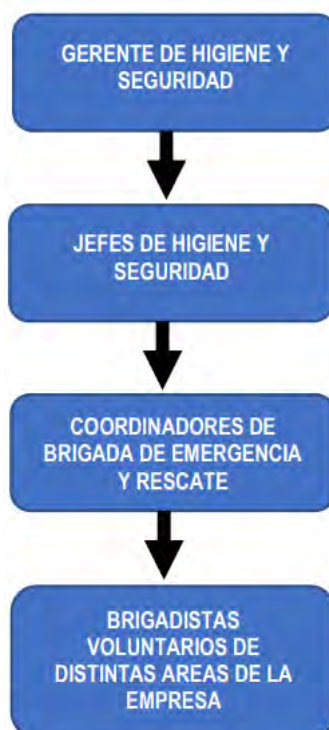 GERENTE DE HIGIENE Y
SEGURIDAD
JEFES DE HIGIENE Y
SEGURIDAD
COORDINADORES DE
BRIGADA DE EMERGENCIA
Y RESCATE
BRIGADISTAS
VOLUNTARIOS DE
DISTINTAS AREAS DE LA
EMPRESA